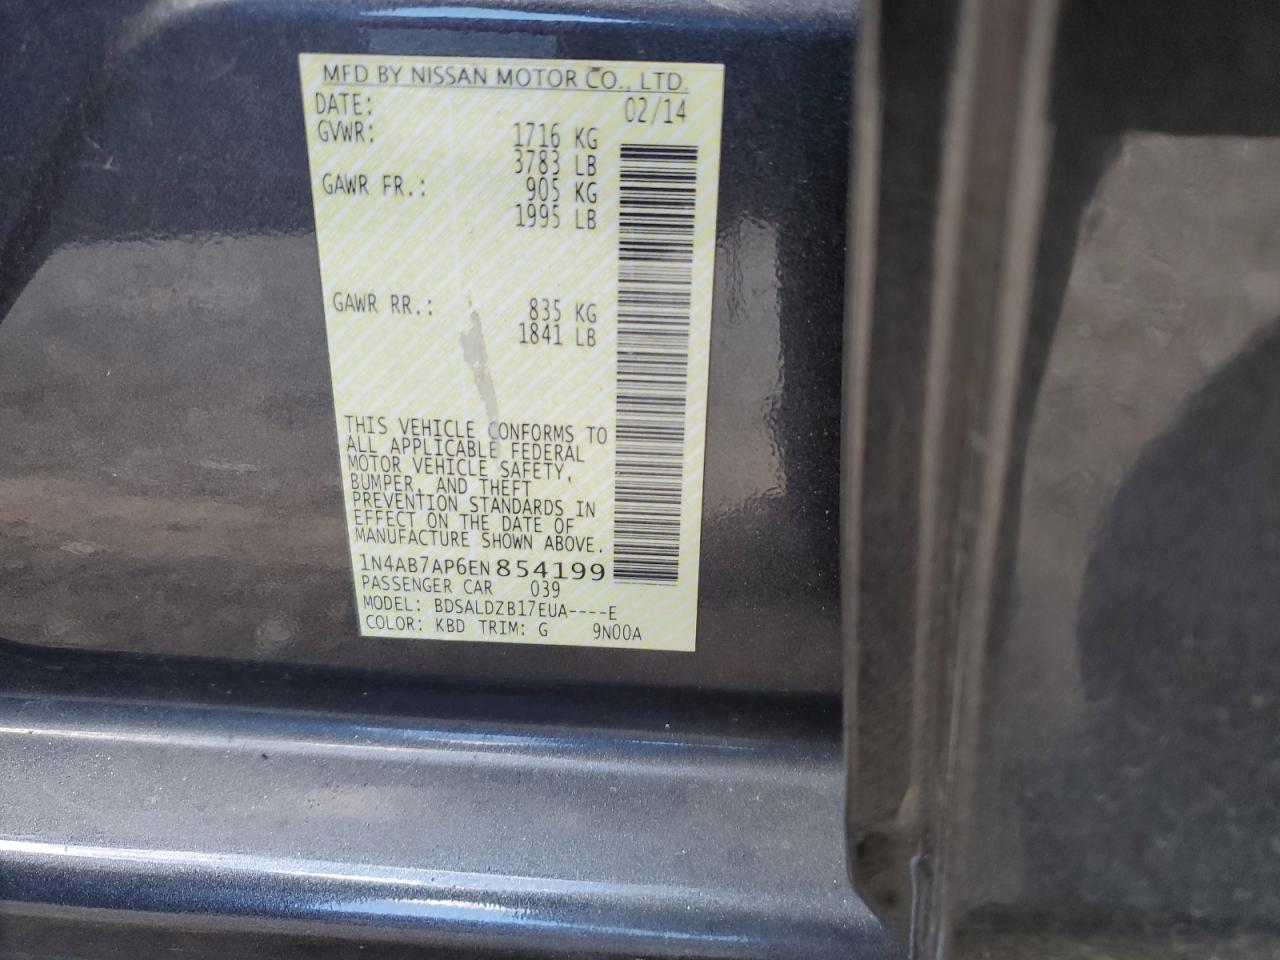 MFD BY NISSAN MOTOR CO., LTD.
DATE: 02/14
GVWR: 1716 KG
3783 LB
GAWR FR.: 905 KG
1995 LB
GAWR RR.: 835 KG
1841 LB
THIS VEHICLE CONFORMS TO
ALL APPLICABLE FEDERAL
MOTOR VEHICLE SAFETY,
BUMPER, AND THEFT
PREVENTION STANDARDS IN
EFFECT ON THE DATE OF
MANUFACTURE SHOWN ABOVE.
1N4AB7AP6EN854199
PASSENGER CAR 039
MODEL: BDSALDZB17EUA----E
COLOR: KBD TRIM: G 9N00A